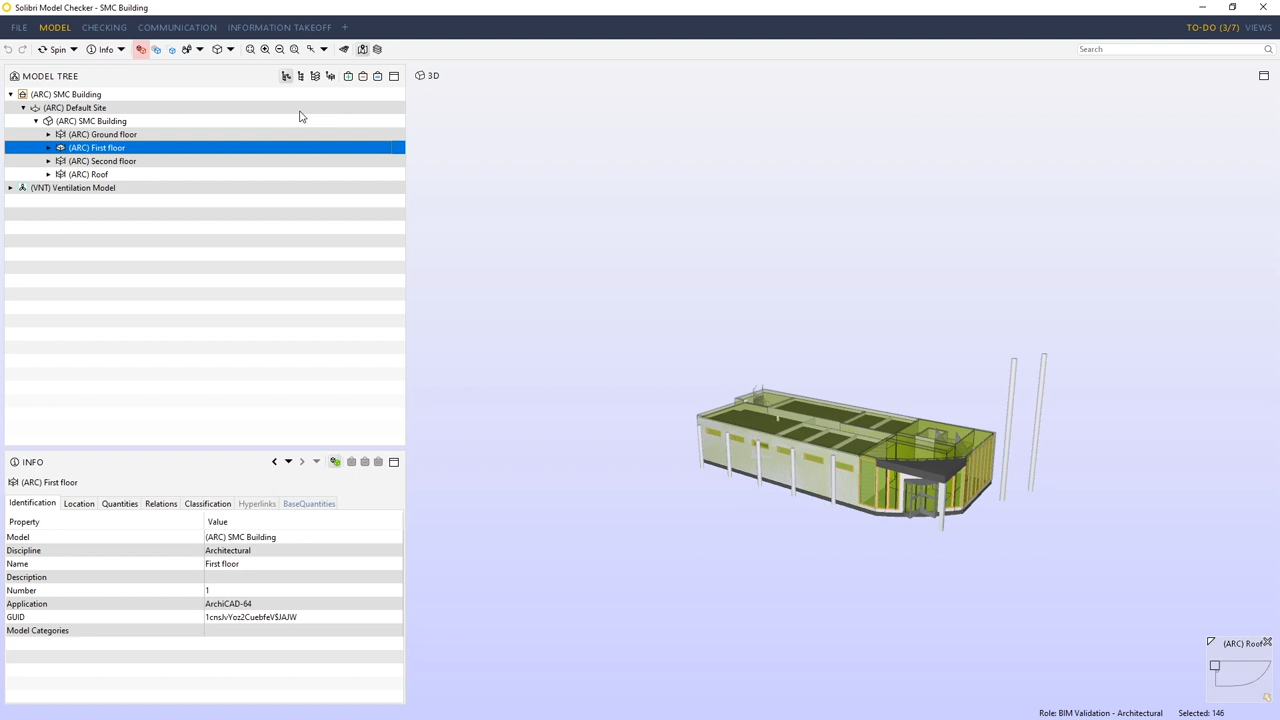 Solibri Model Checker - SMC Building
FILE MODEL CHECKING COMMUNICATION INFORMATION TAKEOFF + TO-DO (3/7) VIEWS
Spin Info Search
MODEL TREE
3D
(ARC) SMC Building
(ARC) Default Site
(ARC) SMC Building
(ARC) Ground floor
(ARC) First floor
(ARC) Second floor
(ARC) Roof
(VNT) Ventilation Model
INFO
(ARC) First floor
Identification Location Quantities Relations Classification Hyperlinks BaseQuantities
Property Value
Model (ARC) SMC Building
Discipline Architectural
Name First floor
Description
Number 1
Application ArchiCAD-64
GUID 1cnsJvYoz2CuebfeV$JAJW
Model Categories
(ARC) Roof
Role: BIM Validation - Architectural Selected: 146